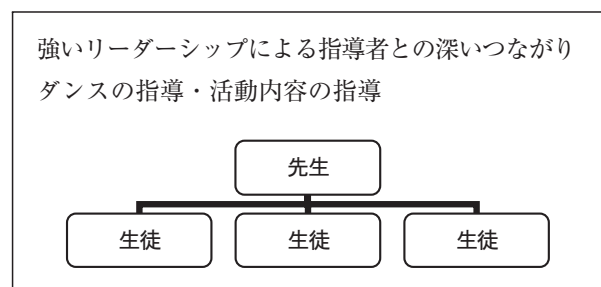 強いリーダーシップによる指導者との深いつながり
ダンスの指導・活動内容の指導
先生
生徒
生徒
生徒